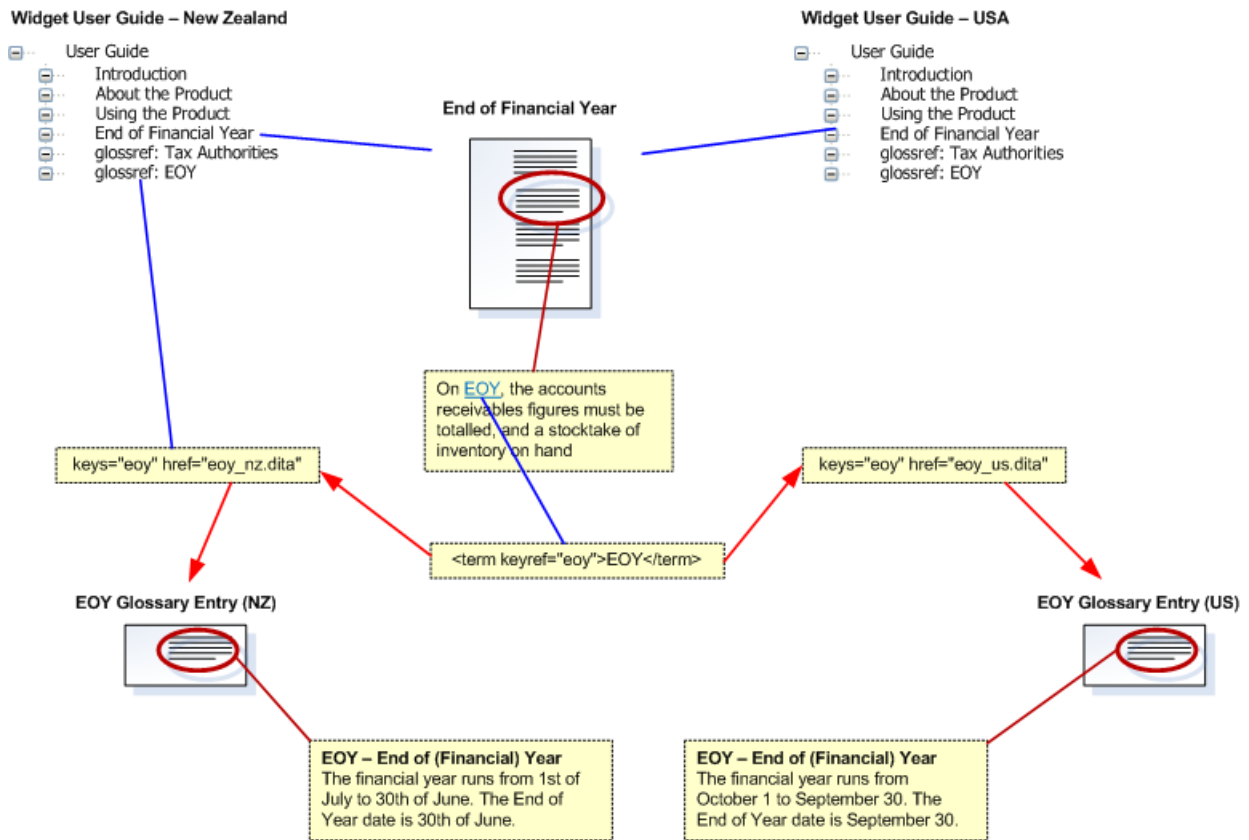 Widget User Guide – New Zealand
User Guide
Introduction
About the Product
Using the Product
End of Financial Year
glossref: Tax Authorities
glossref: EOY
Widget User Guide – USA
User Guide
Introduction
About the Product
Using the Product
End of Financial Year
glossref: Tax Authorities
glossref: EOY
End of Financial Year
On EOY, the accounts
receivables figures must be
totalled, and a stocktake of
inventory on hand
keys="eoy" href="eoy_nz.dita"
keys="eoy" href="eoy_us.dita"
<term keyref="eoy">EOY</term>
EOY Glossary Entry (NZ)
EOY Glossary Entry (US)
EOY – End of (Financial) Year
The financial year runs from 1st of
July to 30th of June. The End of
Year date is 30th of June.
EOY – End of (Financial) Year
The financial year runs from
October 1 to September 30. The
End of Year date is September 30.